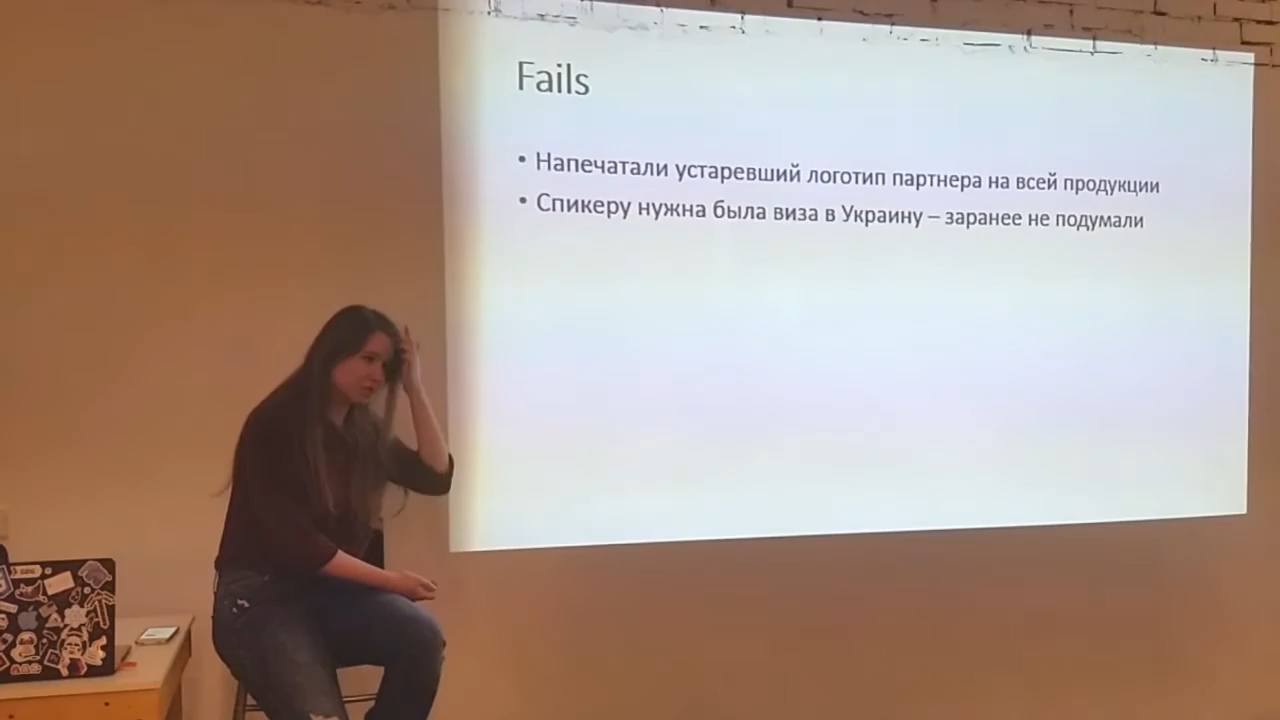 Fails
• Напечатали устаревший логотип партнера на всей продукции
• Спикеру нужна была виза в Украину – заранее не подумали